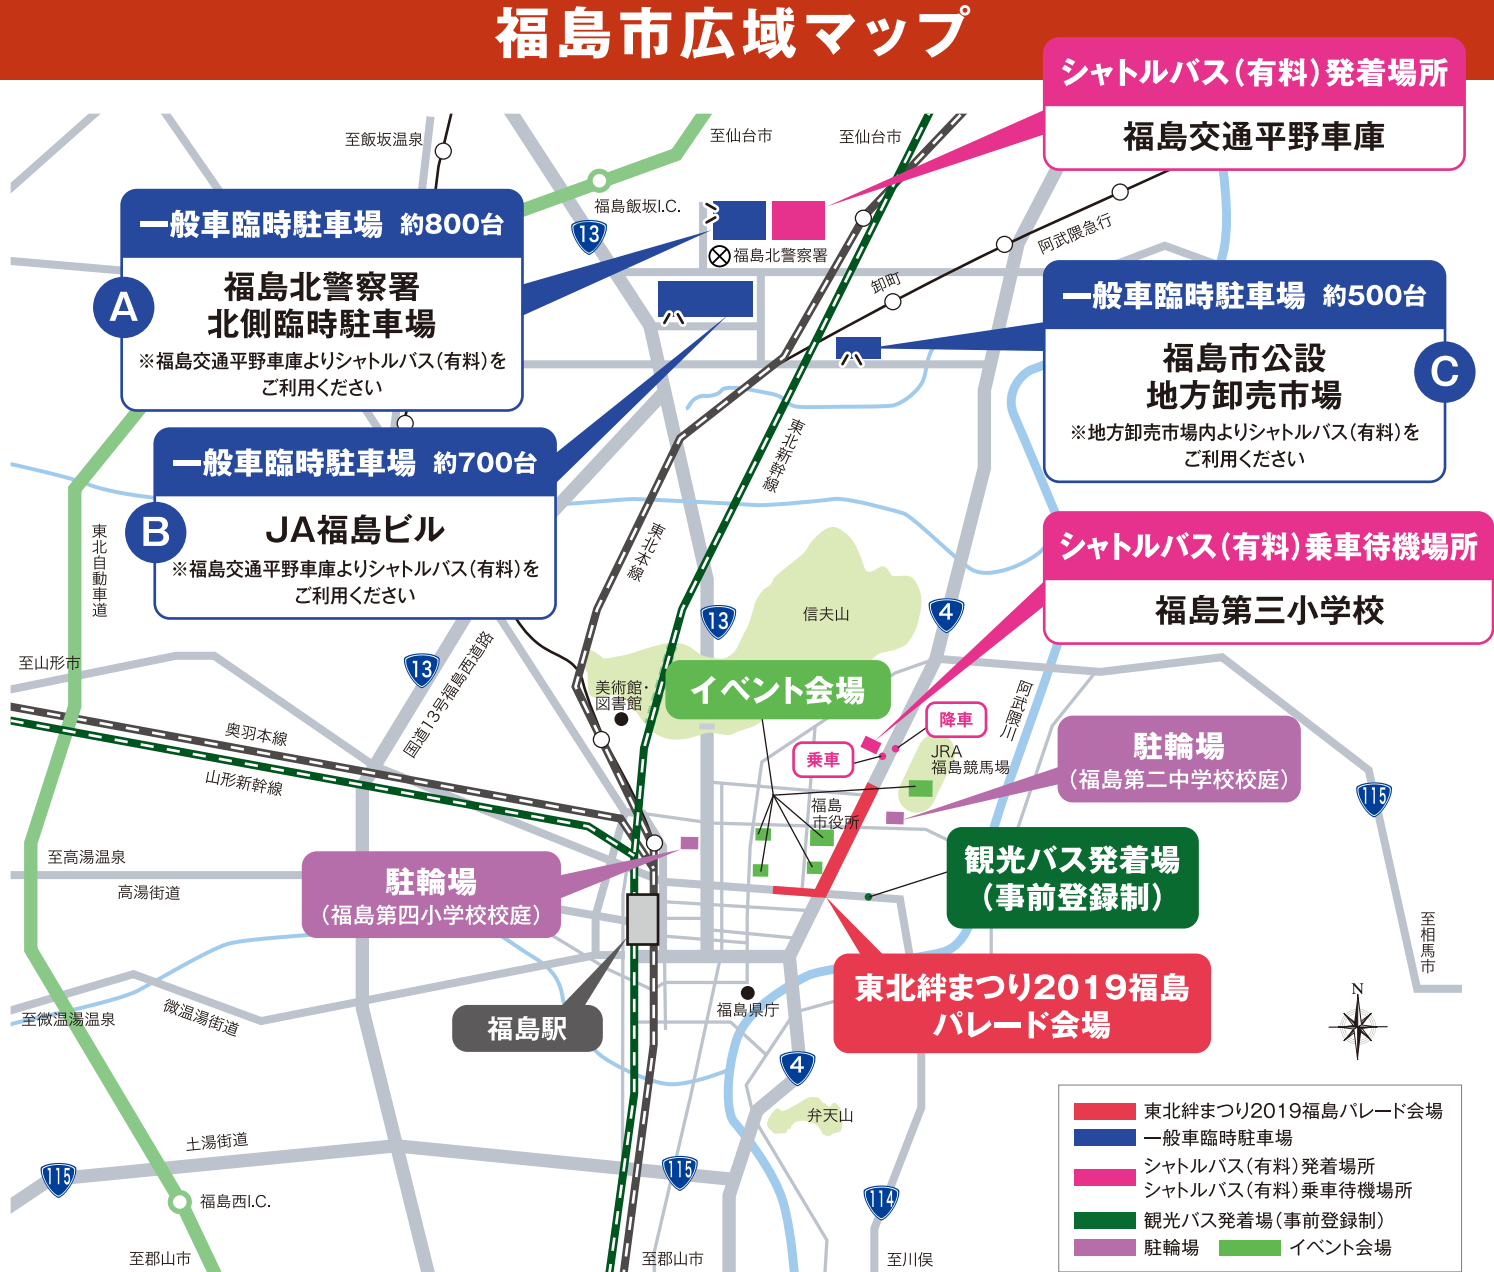 福島市広域マップ
シャトルバス（有料）発着場所
福島交通平野車庫
至飯坂温泉
至仙台市
至仙台市
福島飯坂I.C.
13
福島北警察署
阿武隈急行
卸町
一般車臨時駐車場 約800台
A
福島北警察署
北側臨時駐車場
※福島交通平野車庫よりシャトルバス（有料）を
ご利用ください
一般車臨時駐車場 約500台
C
福島市公設
地方卸売市場
※地方卸売市場内よりシャトルバス（有料）を
ご利用ください
一般車臨時駐車場 約700台
B
JA福島ビル
※福島交通平野車庫よりシャトルバス（有料）を
ご利用ください
東北新幹線
東北本線
東北自動車道
シャトルバス（有料）乗車待機場所
福島第三小学校
信夫山
13
4
至山形市
13
国道13号福島西道路
美術館・
図書館
イベント会場
阿武隈川
降車
乗車
JRA
福島競馬場
駐輪場
（福島第二中学校校庭）
奥羽本線
山形新幹線
福島
市役所
115
至高湯温泉
高湯街道
駐輪場
（福島第四小学校校庭）
観光バス発着場
（事前登録制）
至相馬市
東北絆まつり2019福島
パレード会場
福島県庁
福島駅
微温湯街道
至微温湯温泉
N
4
弁天山
土湯街道
115
115
114
福島西I.C.
至郡山市
至郡山市
至川俣
東北絆まつり2019福島パレード会場
一般車臨時駐車場
シャトルバス（有料）発着場所
シャトルバス（有料）乗車待機場所
観光バス発着場（事前登録制）
駐輪場 イベント会場